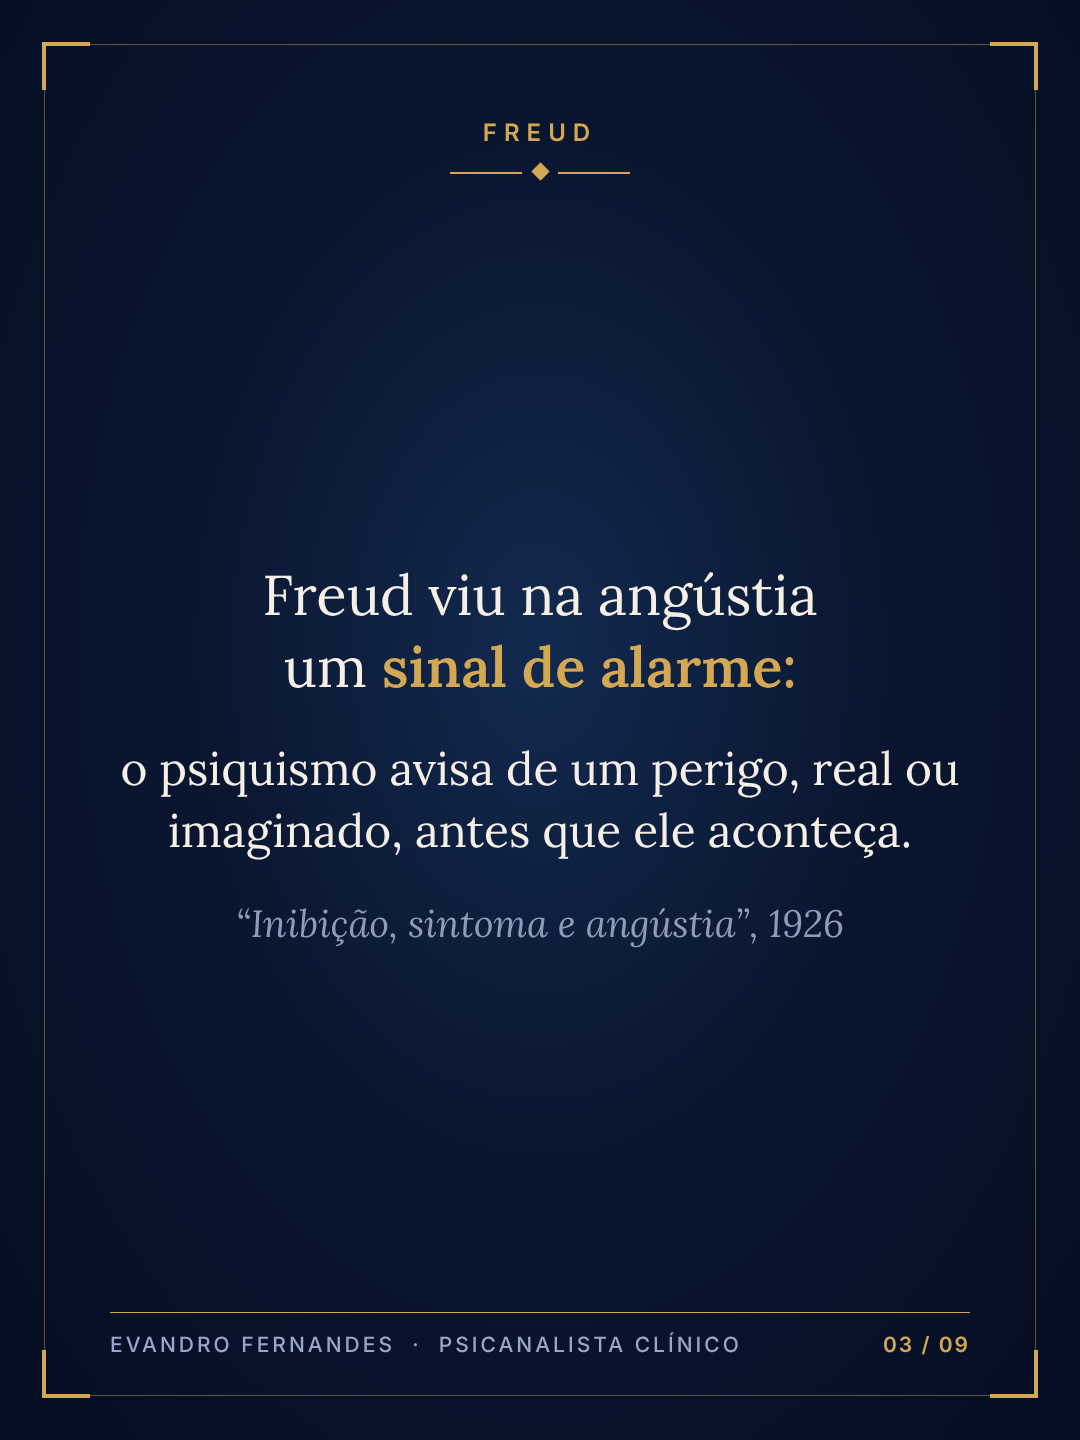 FREUD
Freud viu na angústia
um sinal de alarme:
o psiquismo avisa de um perigo, real ou
imaginado, antes que ele aconteça.
“Inibição, sintoma e angústia”, 1926
EVANDRO FERNANDES · PSICANALISTA CLÍNICO 03 / 09